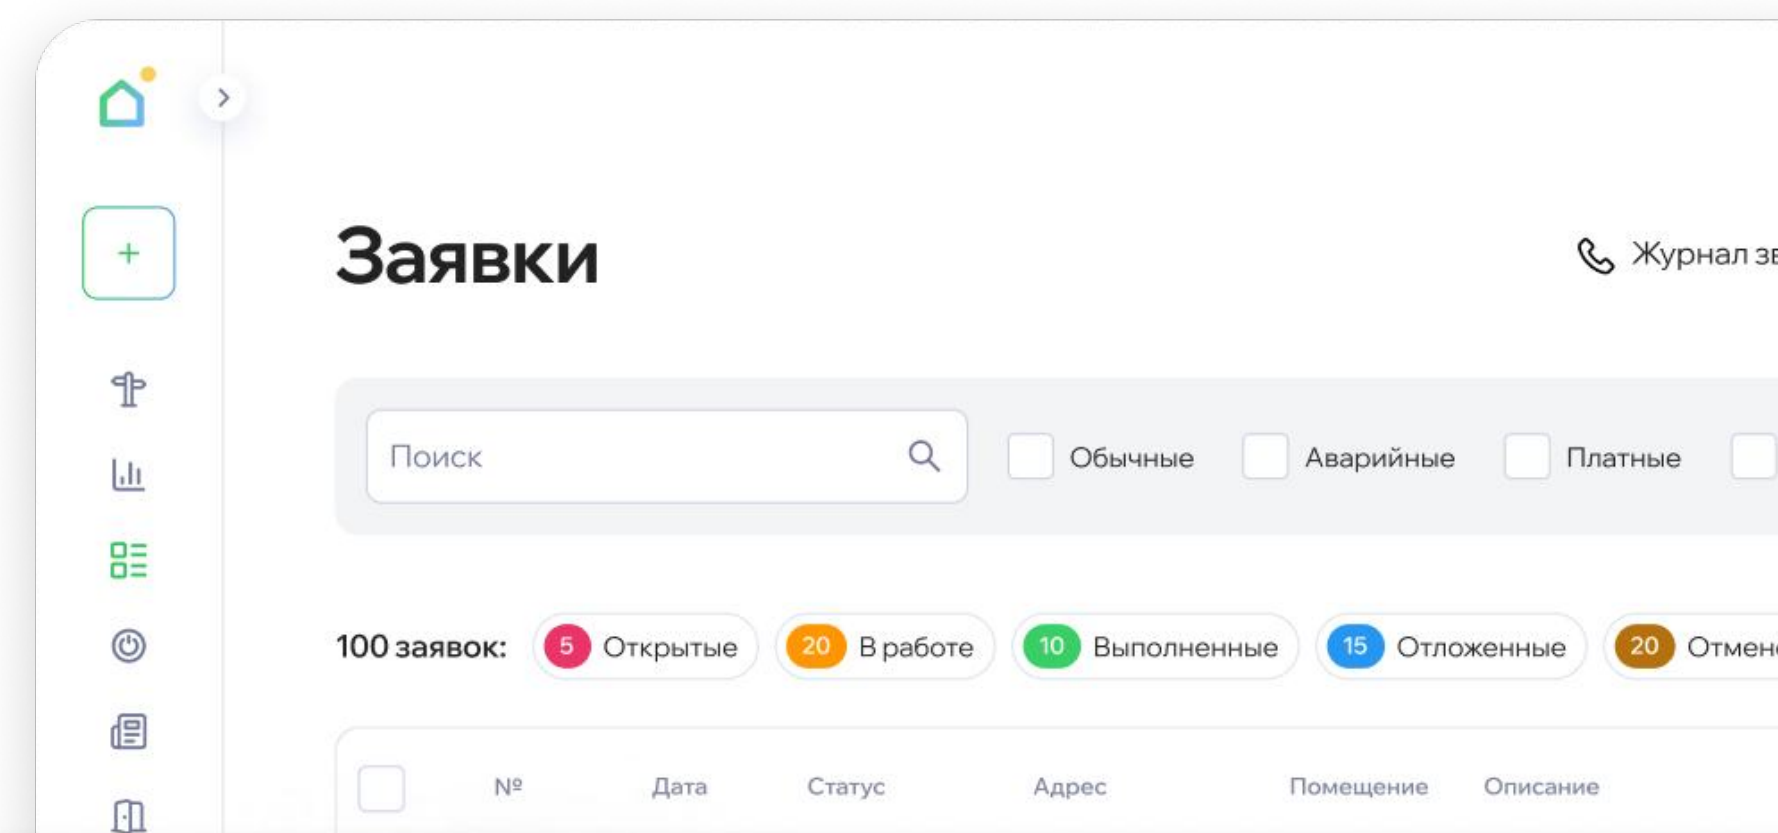 Заявки
Журнал
Поиск
Обычные Аварийные Платные
100 заявок: 5 Открытые 20 В работе 10 Выполненные 15 Отложенные 20
№ Дата Статус Адрес Помещение Описание